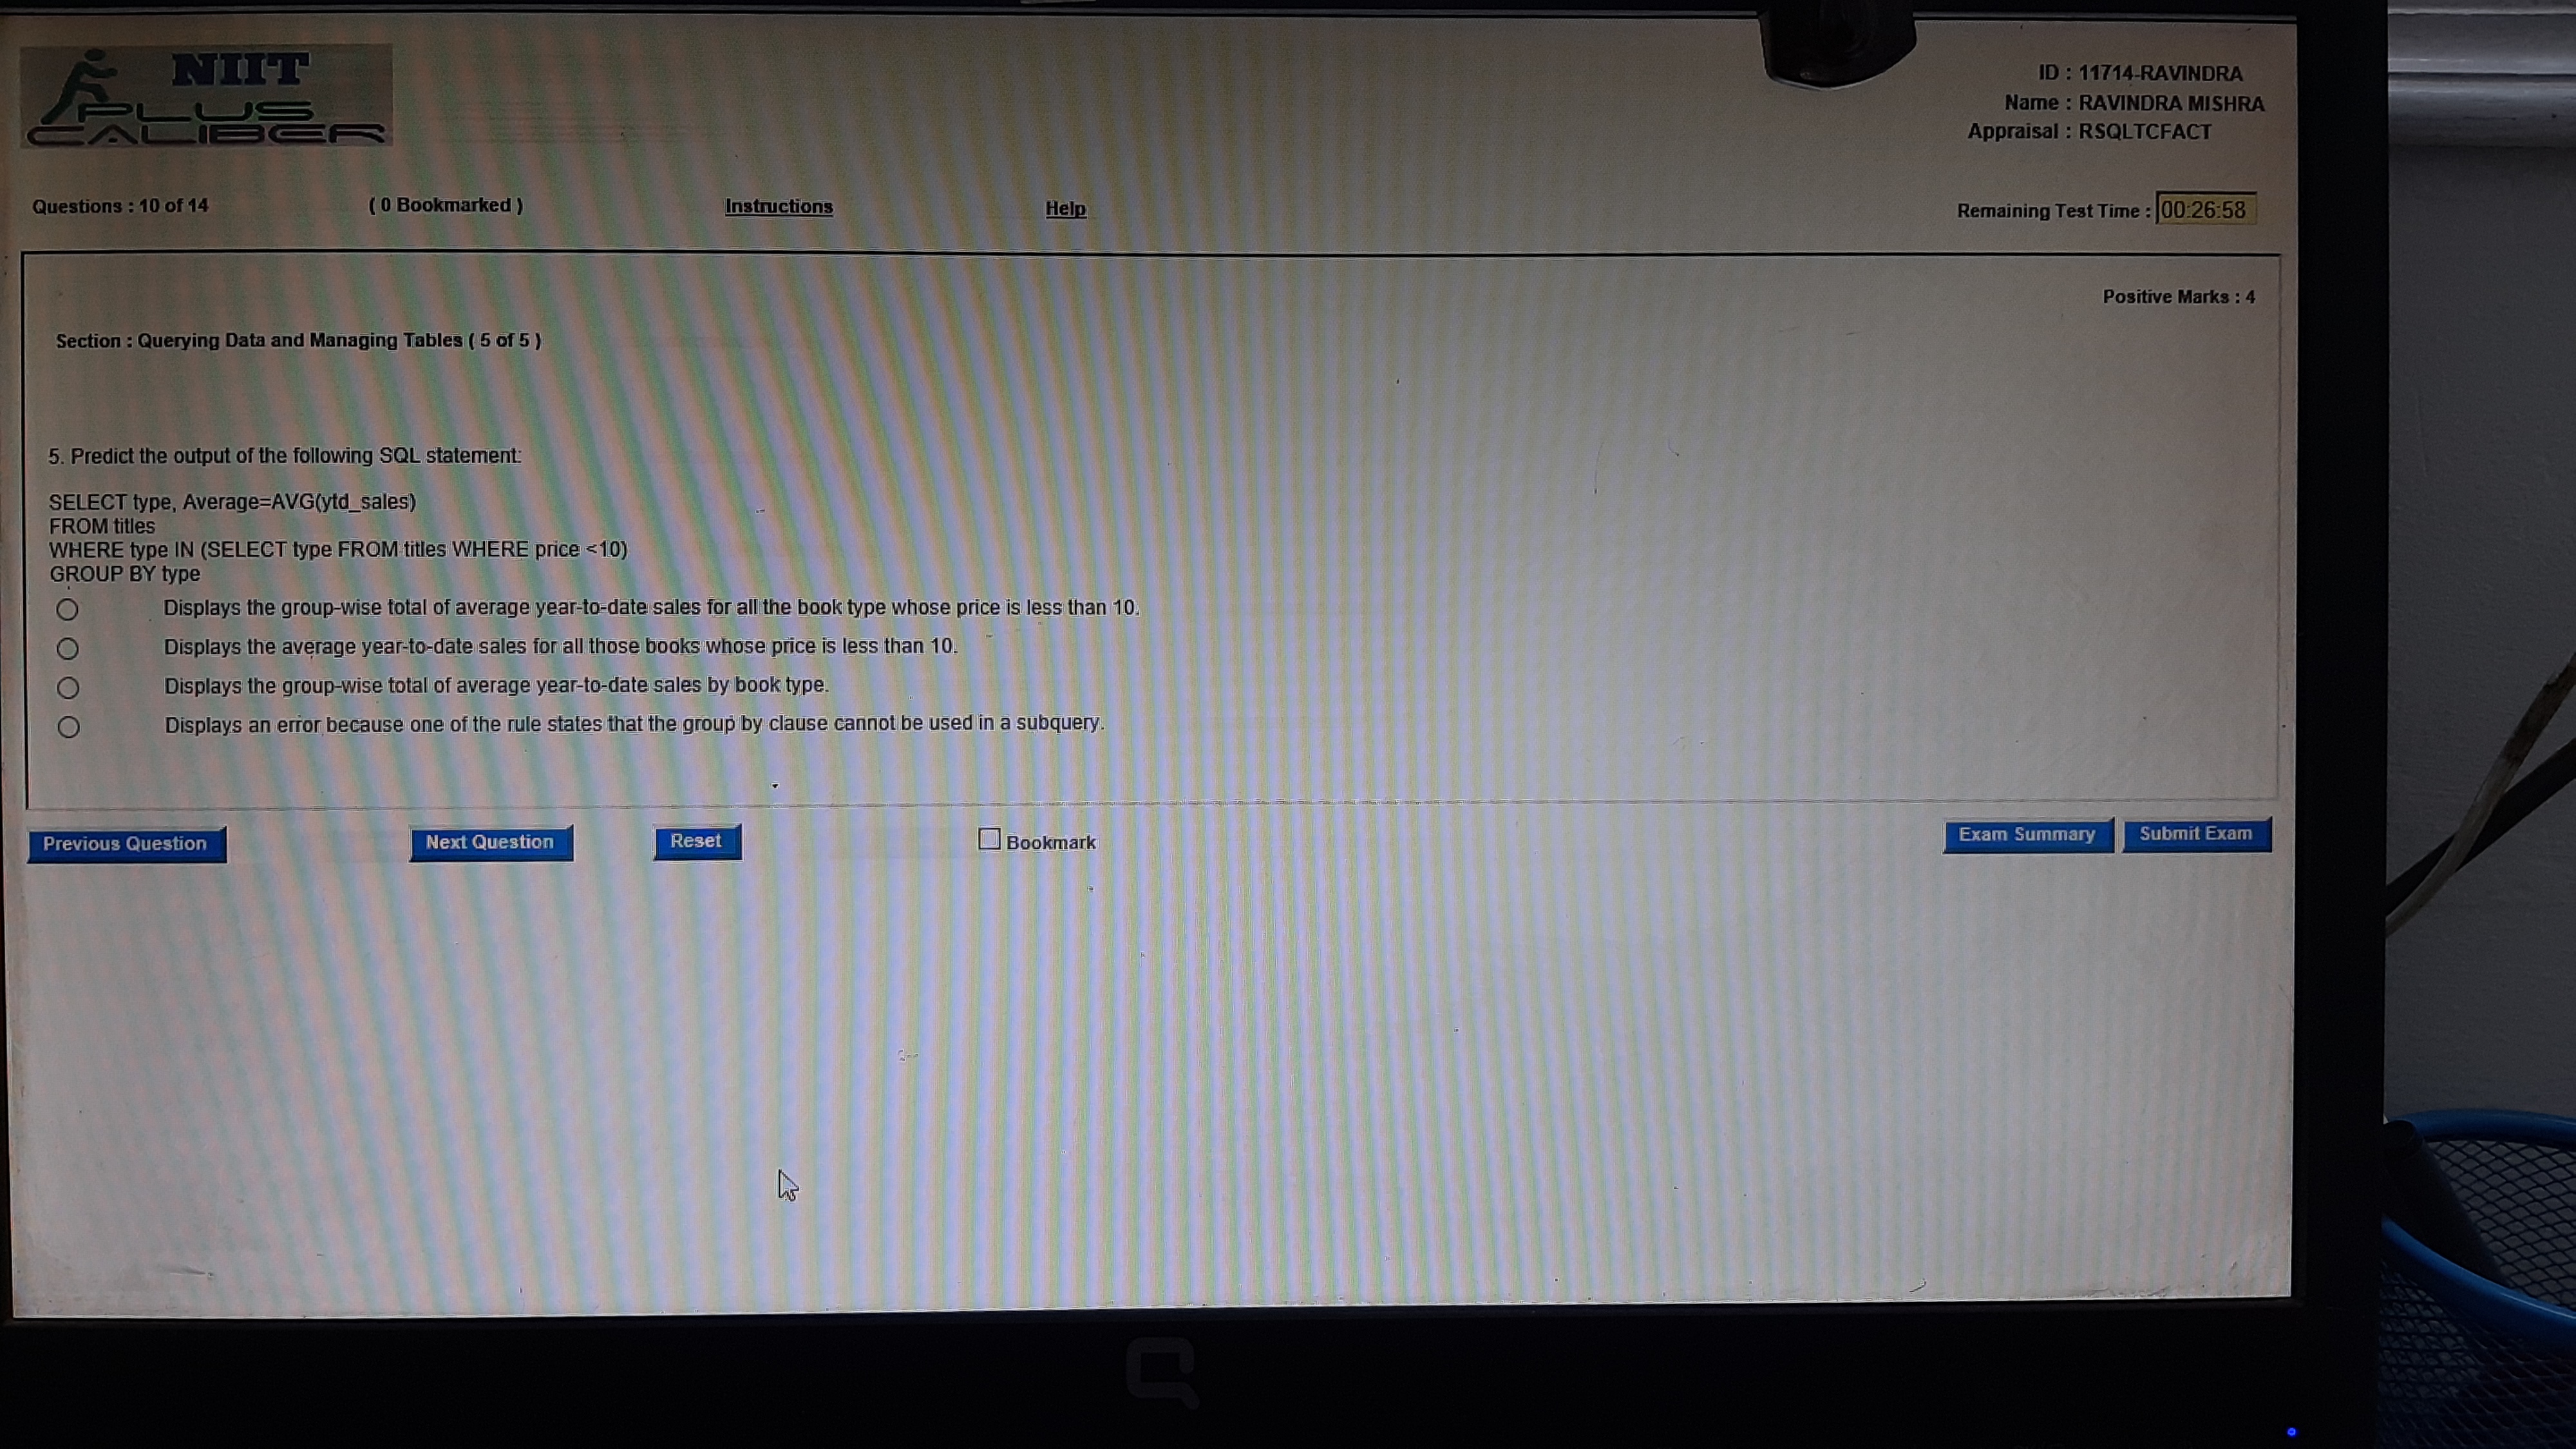 NIIT
PLUS
CALIBER
ID : 11714-RAVINDRA
Name : RAVINDRA MISHRA
Appraisal : RSQLTCFACT
Questions : 10 of 14 ( 0 Bookmarked ) Instructions Help Remaining Test Time : 00:26:58
Positive Marks : 4
Section : Querying Data and Managing Tables ( 5 of 5 )
5. Predict the output of the following SQL statement:
SELECT type, Average=AVG(ytd_sales)
FROM titles
WHERE type IN (SELECT type FROM titles WHERE price <10)
GROUP BY type
Displays the group-wise total of average year-to-date sales for all the book type whose price is less than 10.
Displays the average year-to-date sales for all those books whose price is less than 10.
Displays the group-wise total of average year-to-date sales by book type.
Displays an error because one of the rule states that the group by clause cannot be used in a subquery.
Previous Question Next Question Reset Bookmark Exam Summary Submit Exam